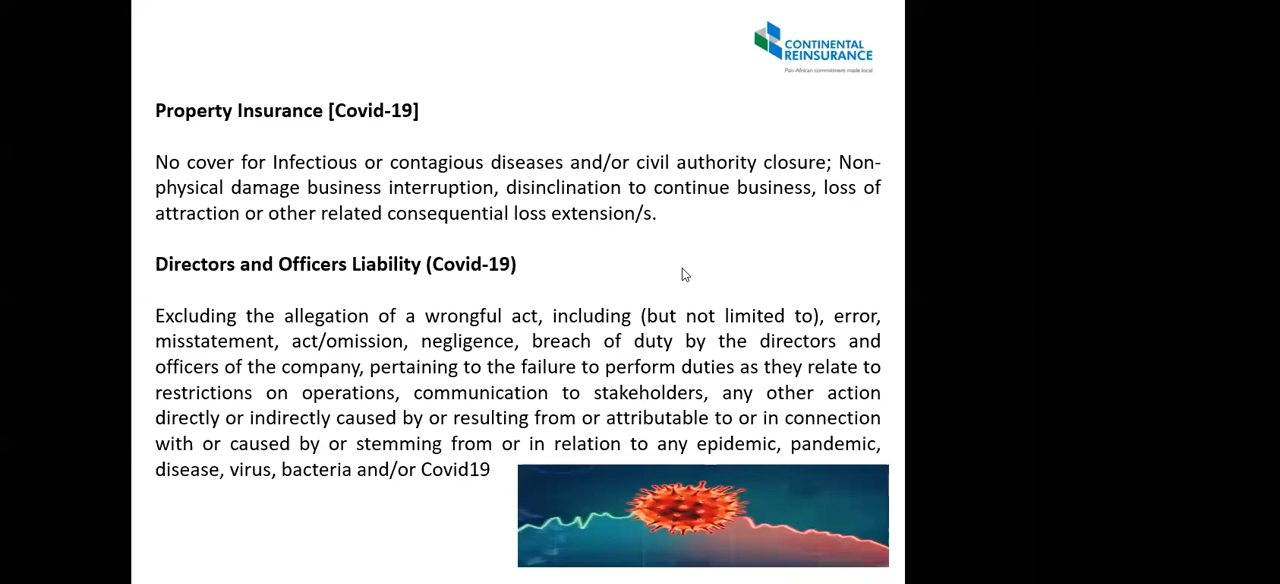 CONTINENTAL
REINSURANCE
Pan-African commitment made local
Property Insurance [Covid-19]
No cover for Infectious or contagious diseases and/or civil authority closure; Non-
physical damage business interruption, disinclination to continue business, loss of
attraction or other related consequential loss extension/s.
Directors and Officers Liability (Covid-19)
Excluding the allegation of a wrongful act, including (but not limited to), error,
misstatement, act/omission, negligence, breach of duty by the directors and
officers of the company, pertaining to the failure to perform duties as they relate to
restrictions on operations, communication to stakeholders, any other action
directly or indirectly caused by or resulting from or attributable to or in connection
with or caused by or stemming from or in relation to any epidemic, pandemic,
disease, virus, bacteria and/or Covid19